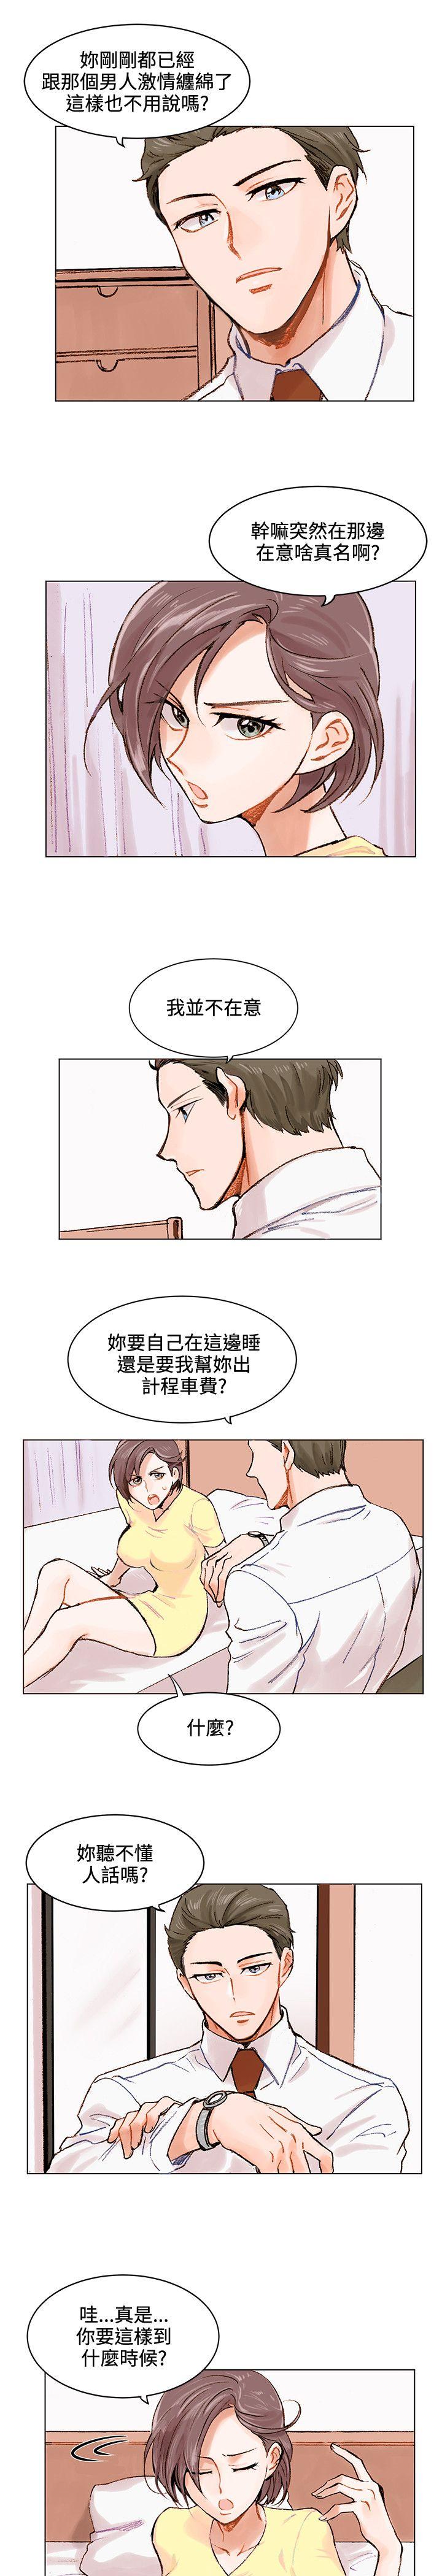 妳剛剛都已經
跟那個男人激情纏綿了
這樣也不用說嗎?
幹嘛突然在那邊
在意啥真名啊?
我並不在意
妳要自己在這邊睡
還是要我幫妳出
計程車費?
什麼?
妳聽不懂
人話嗎?
哇...真是...
你要這樣到
什麼時候?